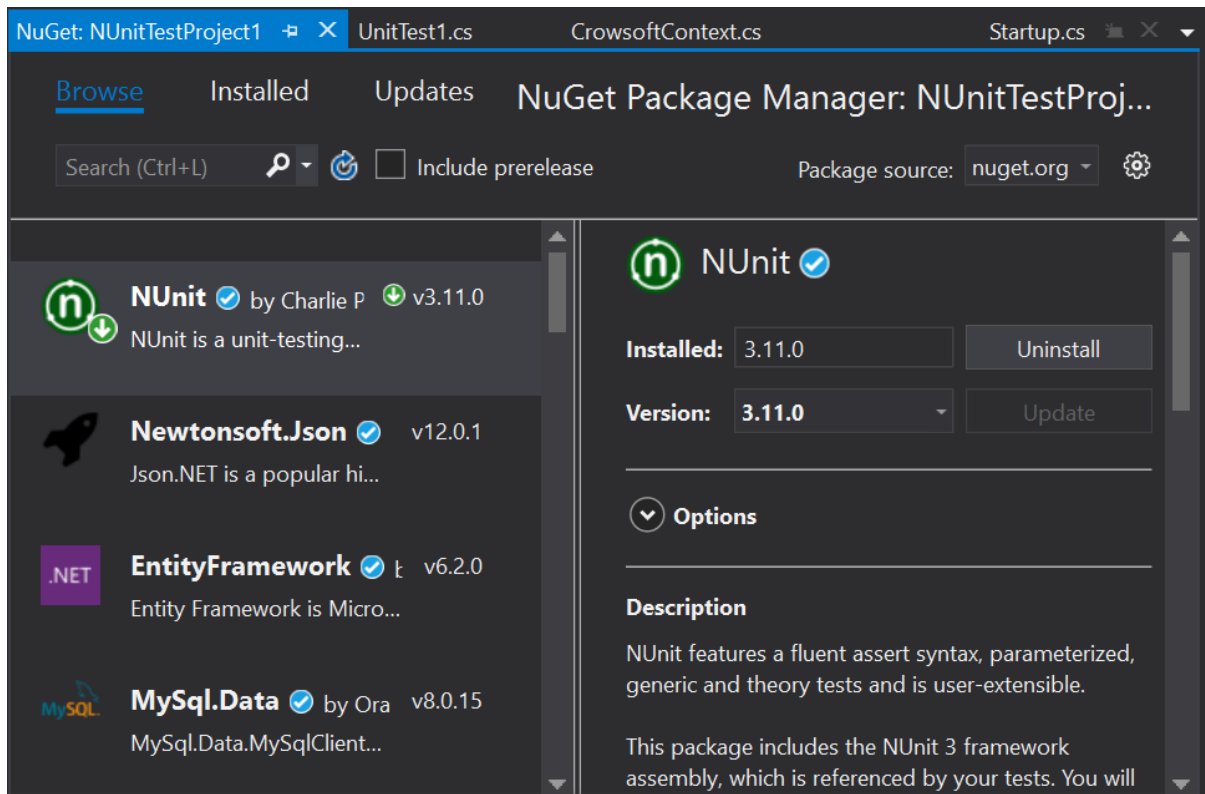 NuGet: NUnitTestProject1 UnitTest1.cs CrowsoftContext.cs Startup.cs
Browse Installed Updates NuGet Package Manager: NUnitTestProj...
Search (Ctrl+L) Include prerelease Package source: nuget.org
NUnit by Charlie P v3.11.0
NUnit is a unit-testing...
Newtonsoft.Json v12.0.1
Json.NET is a popular hi...
.NET
EntityFramework v6.2.0
Entity Framework is Micro...
MySQL
MySql.Data by Ora v8.0.15
MySql.Data.MySqlClient...
n NUnit
Installed: 3.11.0 Uninstall
Version: 3.11.0 Update
Options
Description
NUnit features a fluent assert syntax, parameterized,
generic and theory tests and is user-extensible.
This package includes the NUnit 3 framework
assembly, which is referenced by your tests. You will